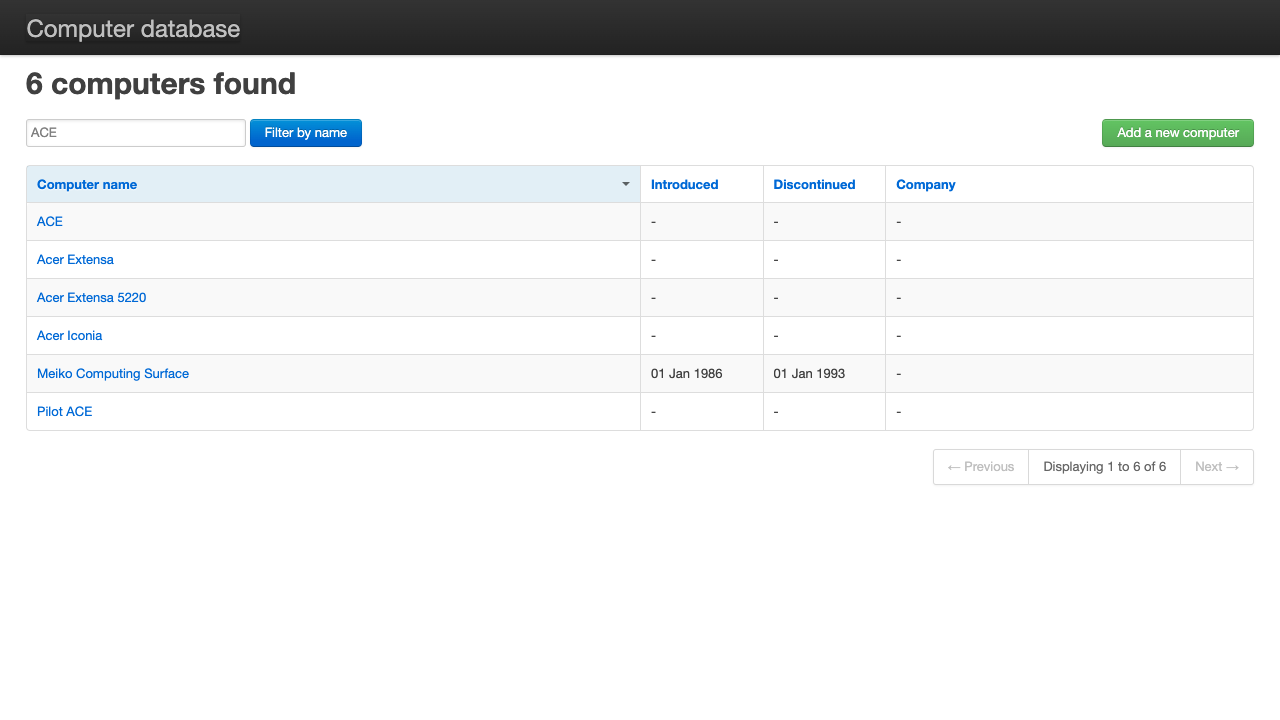 Computer database
6 computers found
ACE Filter by name Add a new computer
Computer name Introduced Discontinued Company
ACE - - -
Acer Extensa - - -
Acer Extensa 5220 - - -
Acer Iconia - - -
Meiko Computing Surface 01 Jan 1986 01 Jan 1993 -
Pilot ACE - - -
← Previous Displaying 1 to 6 of 6 Next →